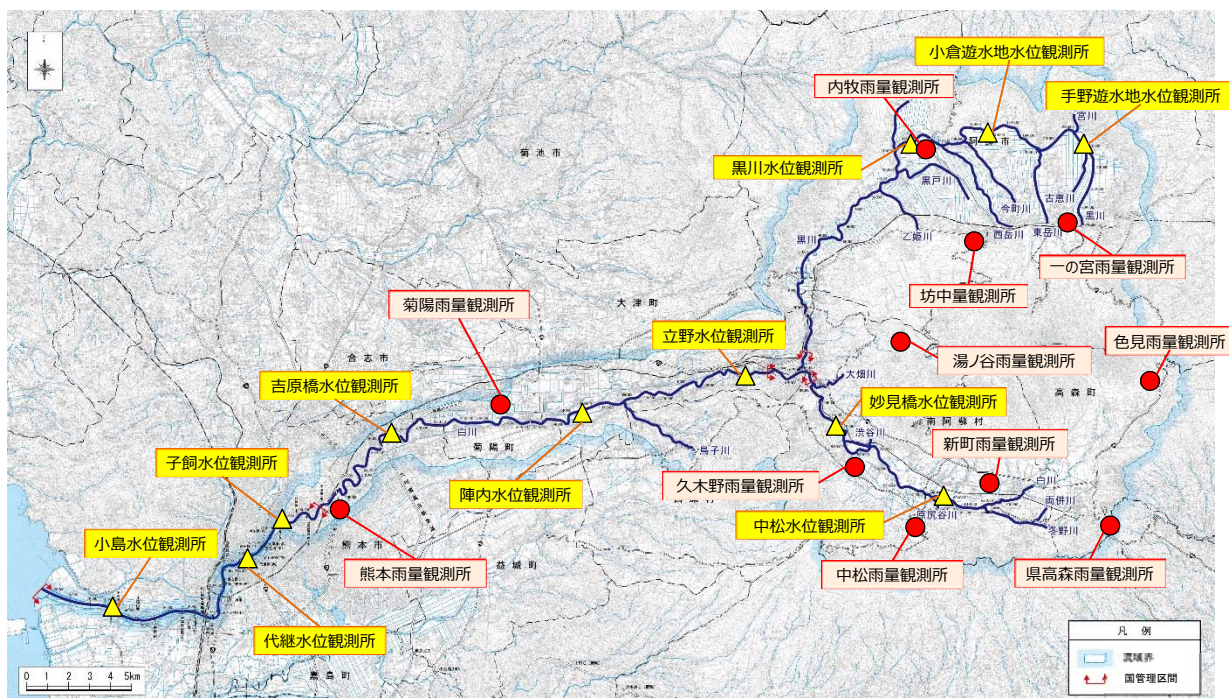 小倉遊水地水位観測所
内牧雨量観測所
手野遊水地水位観測所
宮川
菊池市
黒川水位観測所
黒戸川
古恵川
今町川
黒川
黒川
乙姫川
西岳川
東岳川
一の宮雨量観測所
坊中量観測所
菊陽雨量観測所
大津町
立野水位観測所
色見雨量観測所
湯ノ谷雨量観測所
合志市
吉原橋水位観測所
大畑川
高森町
妙見橋水位観測所
南阿蘇村
白川
菊陽町
渋谷川
新町雨量観測所
鳥子川
子飼水位観測所
陣内水位観測所
久木野雨量観測所
白川
両併川
中松水位観測所
冬野川
小島水位観測所
熊本市
益城町
熊本雨量観測所
中松雨量観測所
県高森雨量観測所
代継水位観測所
凡 例
流域界
国管理区間
0 1 2 3 4 5km
嘉島町